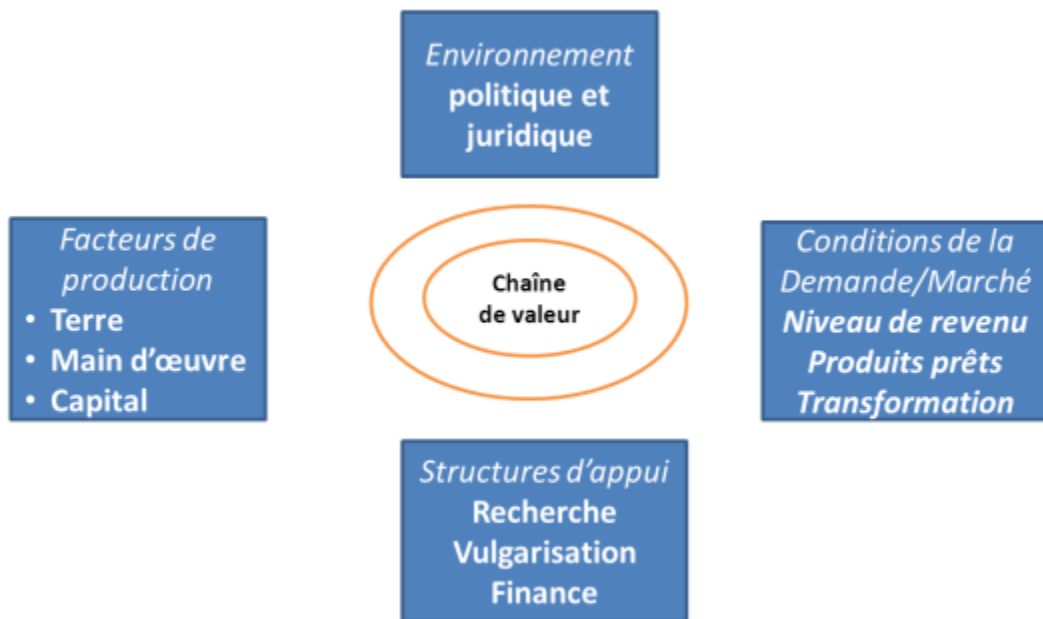 Environnement
politique et
juridique
Facteurs de
production
• Terre
• Main d’œuvre
• Capital
Chaîne
de valeur
Conditions de la
Demande/Marché
Niveau de revenu
Produits prêts
Transformation
Structures d’appui
Recherche
Vulgarisation
Finance